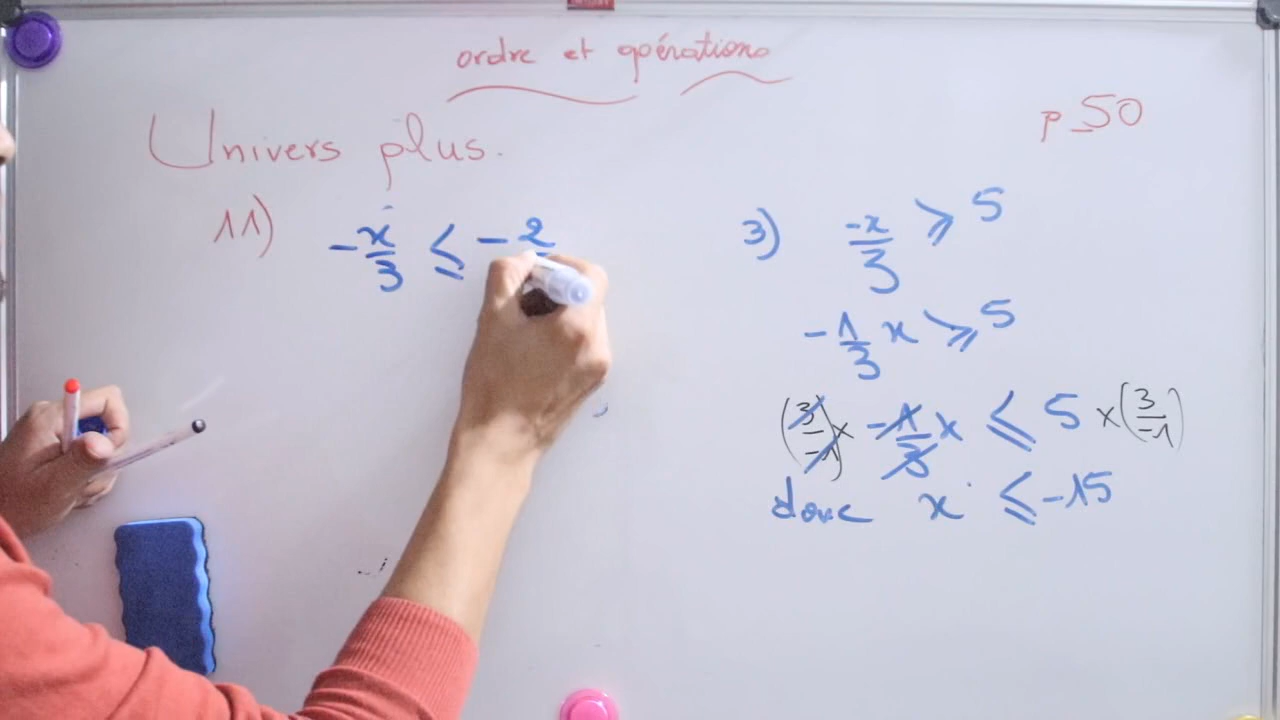 ordre et opérations
Univers plus.
p_50
11) -x/3 ⩽ -2
3) -x/3 ⩾ 5
-1/3 x ⩾ 5
(3/-1) × -1/3 x ⩽ 5 × (3/-1)
donc x ⩽ -15